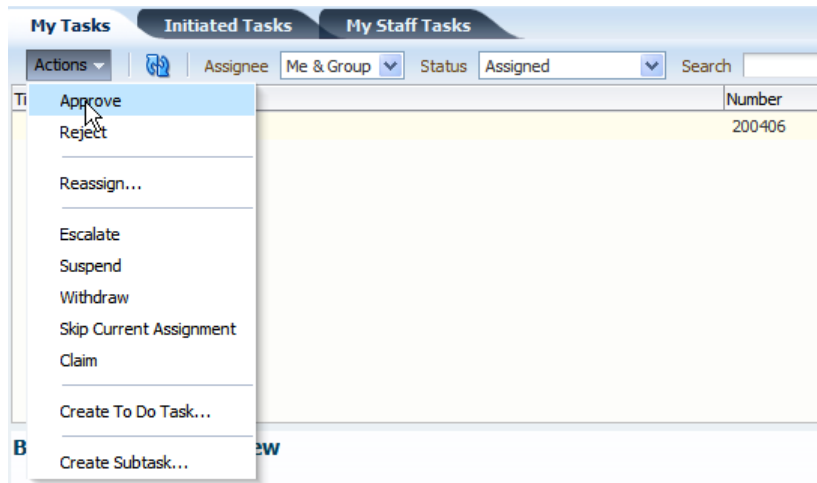 My Tasks Initiated Tasks My Staff Tasks
Actions Assignee Me & Group Status Assigned Search
Number
Approve
200406
Reject
Reassign...
Escalate
Suspend
Withdraw
Skip Current Assignment
Claim
Create To Do Task...
Create Subtask...